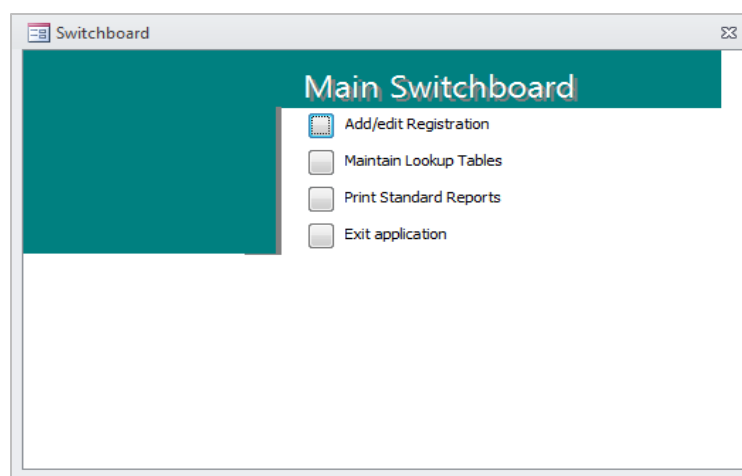 Switchboard
Main Switchboard
Add/edit Registration
Maintain Lookup Tables
Print Standard Reports
Exit application